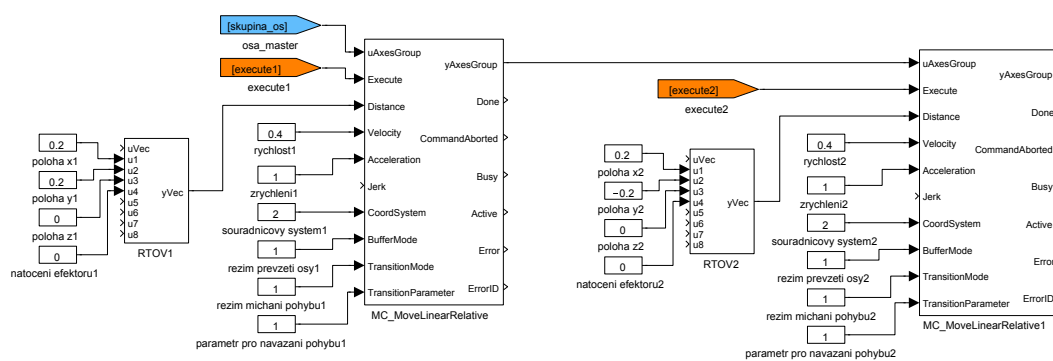 [skupina_os]
osa_master
[execute1]
execute1
0.2
poloha x1
0.2
poloha y1
0
poloha z1
0
natoceni efektoru1
uVec
u1
u2
u3
u4
u5
u6
u7
u8
yVec
RTOV1
0.4
rychlost1
1
zrychleni1
2
souradnicovy system1
1
rezim prevzeti osy1
1
rezim michani pohybu1
1
parametr pro navazani pohybu1
uAxesGroup
Execute
Distance
Velocity
Acceleration
Jerk
CoordSystem
BufferMode
TransitionMode
TransitionParameter
yAxesGroup
Done
CommandAborted
Busy
Active
Error
ErrorID
MC_MoveLinearRelative
[execute2]
execute2
0.2
poloha x2
−0.2
poloha y2
0
poloha z2
0
natoceni efektoru2
uVec
u1
u2
u3
u4
u5
u6
u7
u8
yVec
RTOV2
0.4
rychlost2
1
zrychleni2
2
souradnicovy system2
1
rezim prevzeti osy2
1
rezim michani pohybu2
1
parametr pro navazani pohybu2
uAxesGroup
Execute
Distance
Velocity
Acceleration
Jerk
CoordSystem
BufferMode
TransitionMode
TransitionParameter
yAxesGroup
Done
CommandAborted
Busy
Active
Error
ErrorID
MC_MoveLinearRelative1